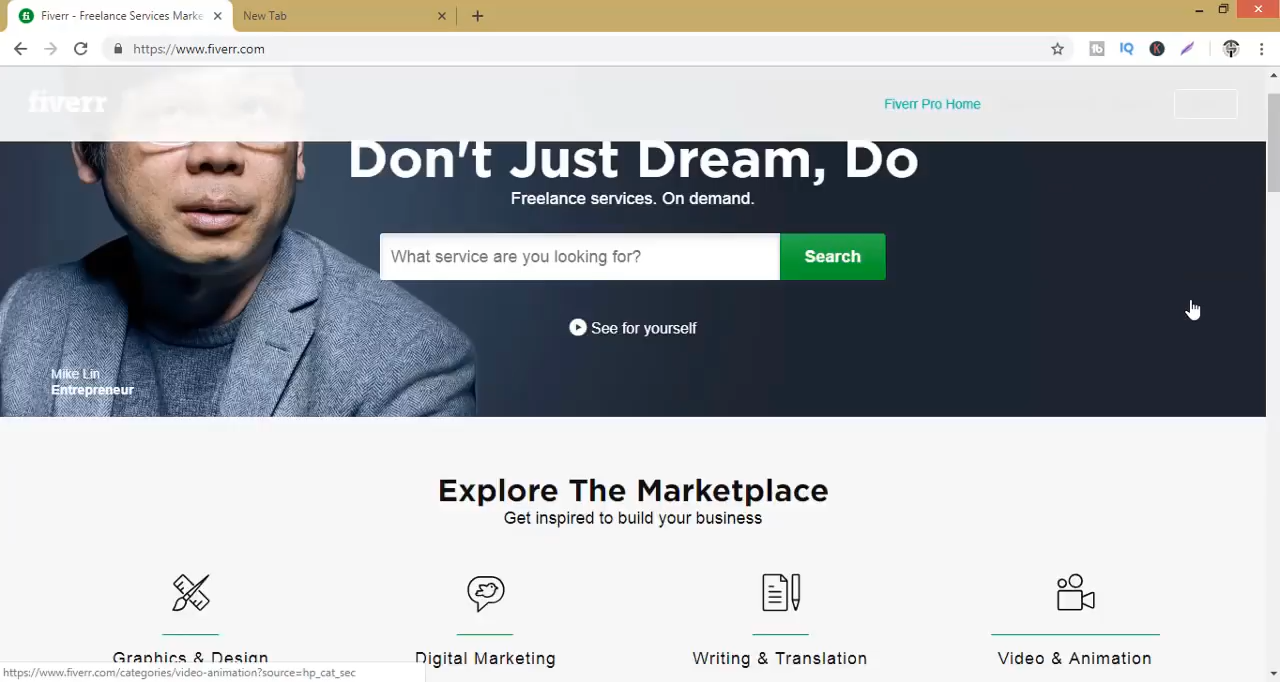 Fiverr - Freelance Services Marke
New Tab
https://www.fiverr.com
IQ
K
fiverr
Fiverr Pro Home
Don't Just Dream, Do
Freelance services. On demand.
What service are you looking for?
Search
See for yourself
Mike Lin
Entrepreneur
Explore The Marketplace
Get inspired to build your business
Graphics & Design
Digital Marketing
Writing & Translation
Video & Animation
https://www.fiverr.com/categories/video-animation?source=hp_cat_sec